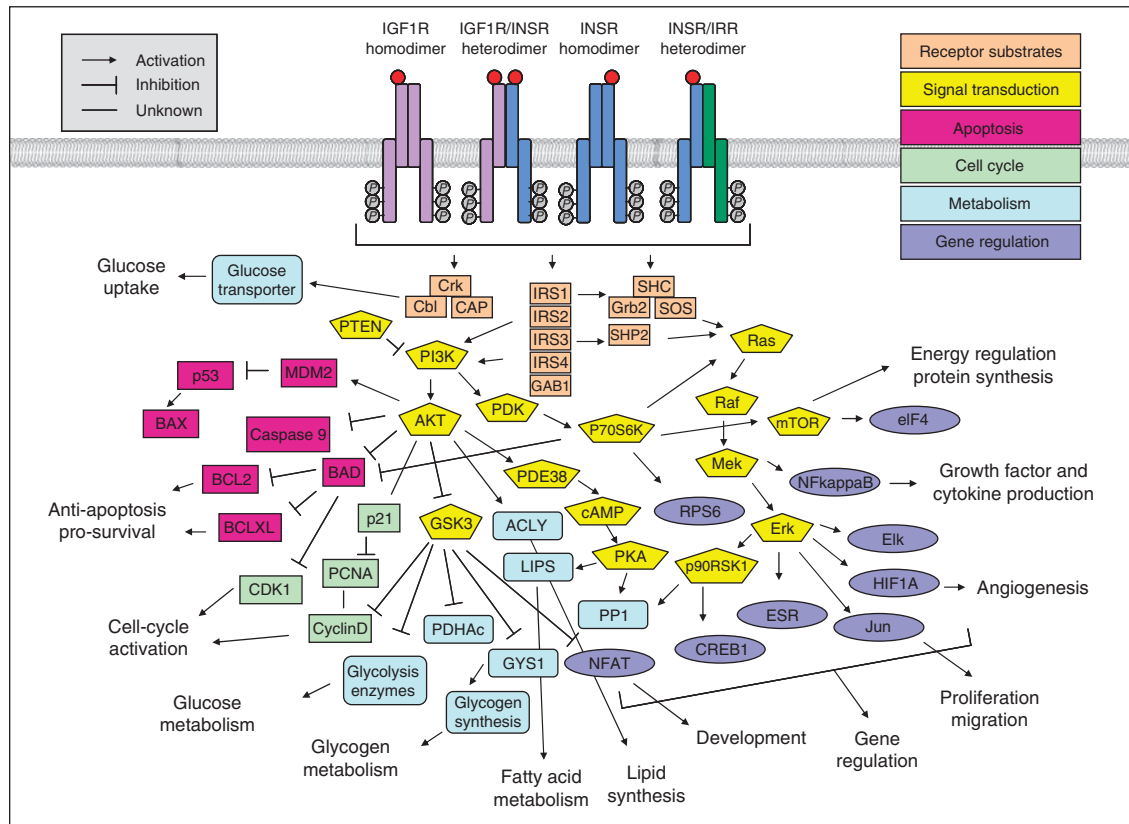 IGF1R
homodimer
IGF1R/INSR
heterodimer
INSR
homodimer
INSR/IRR
heterodimer
Activation
Inhibition
Unknown
Receptor substrates
Signal transduction
Apoptosis
Cell cycle
Metabolism
Gene regulation
P P P P P P P P
P P P P P P P P
P P P P P P P P
Glucose
uptake
Glucose
transporter
Crk
Cbl
CAP
IRS1
IRS2
IRS3
IRS4
GAB1
SHC
Grb2
SOS
SHP2
PTEN
PI3K
Ras
Energy regulation
protein synthesis
p53
MDM2
PDK
Raf
BAX
Caspase 9
AKT
P70S6K
mTOR
eIF4
BCL2
BAD
PDE38
Mek
NFkappaB
Growth factor and
cytokine production
Anti-apoptosis
pro-survival
BCLXL
p21
GSK3
ACLY
cAMP
RPS6
Erk
Elk
CDK1
PCNA
LIPS
PKA
p90RSK1
HIF1A
Angiogenesis
Cell-cycle
activation
CyclinD
PDHAc
PP1
ESR
Jun
CREB1
GYS1
NFAT
Glycolysis
enzymes
Glucose
metabolism
Glycogen
synthesis
Proliferation
migration
Glycogen
metabolism
Development
Gene
regulation
Fatty acid
metabolism
Lipid
synthesis